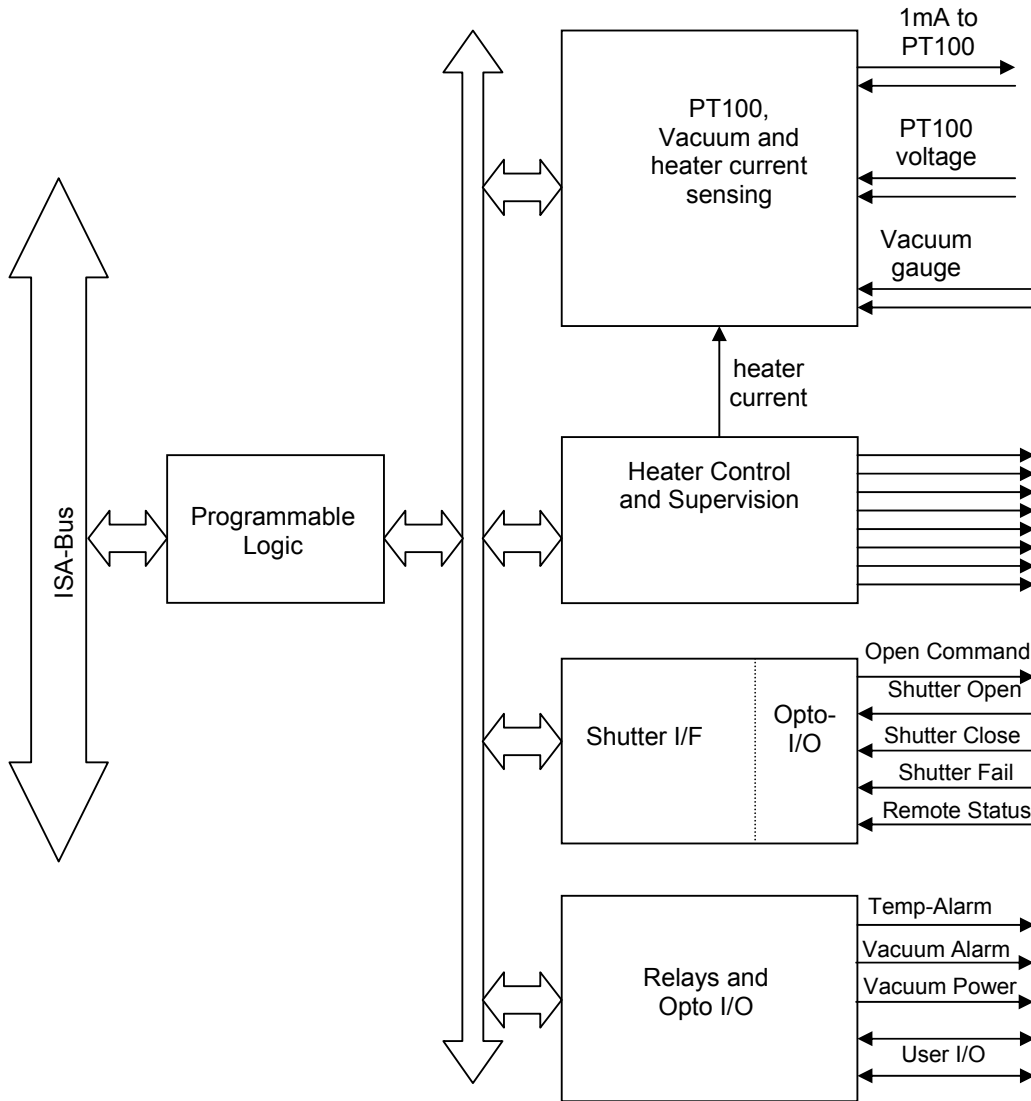 1mA to
PT100
PT100,
Vacuum and
heater current
sensing
PT100
voltage
Vacuum
gauge
heater
current
ISA-Bus
Programmable
Logic
Heater Control
and Supervision
Shutter I/F
Opto-
I/O
Open Command
Shutter Open
Shutter Close
Shutter Fail
Remote Status
Relays and
Opto I/O
Temp-Alarm
Vacuum Alarm
Vacuum Power
User I/O